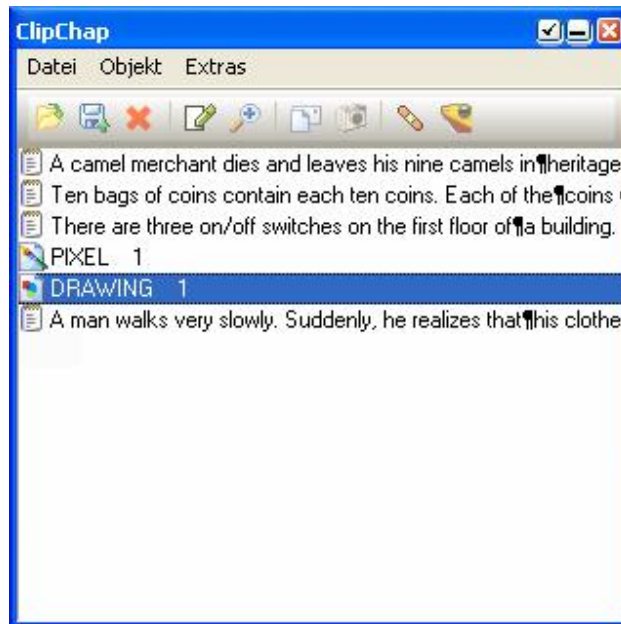 ClipChap
Datei Objekt Extras
A camel merchant dies and leaves his nine camels in¶heritage
Ten bags of coins contain each ten coins. Each of the¶coins
There are three on/off switches on the first floor of¶a building.
PIXEL 1
DRAWING 1
A man walks very slowly. Suddenly, he realizes that¶his clothe